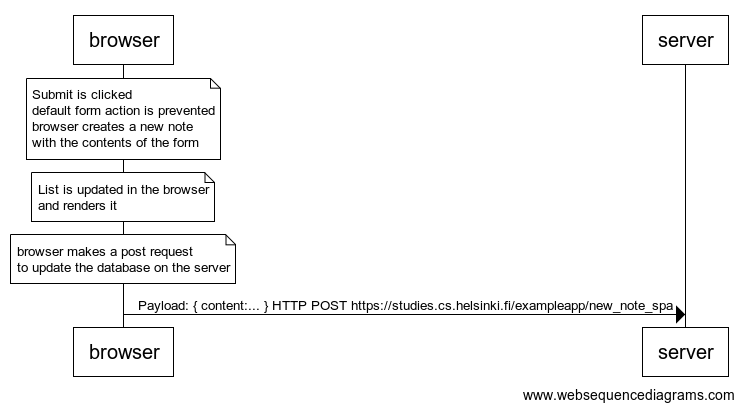 browser
server
Submit is clicked
default form action is prevented
browser creates a new note
with the contents of the form
List is updated in the browser
and renders it
browser makes a post request
to update the database on the server
Payload: { content:... } HTTP POST https://studies.cs.helsinki.fi/exampleapp/new_note_spa
browser
server
www.websequencediagrams.com